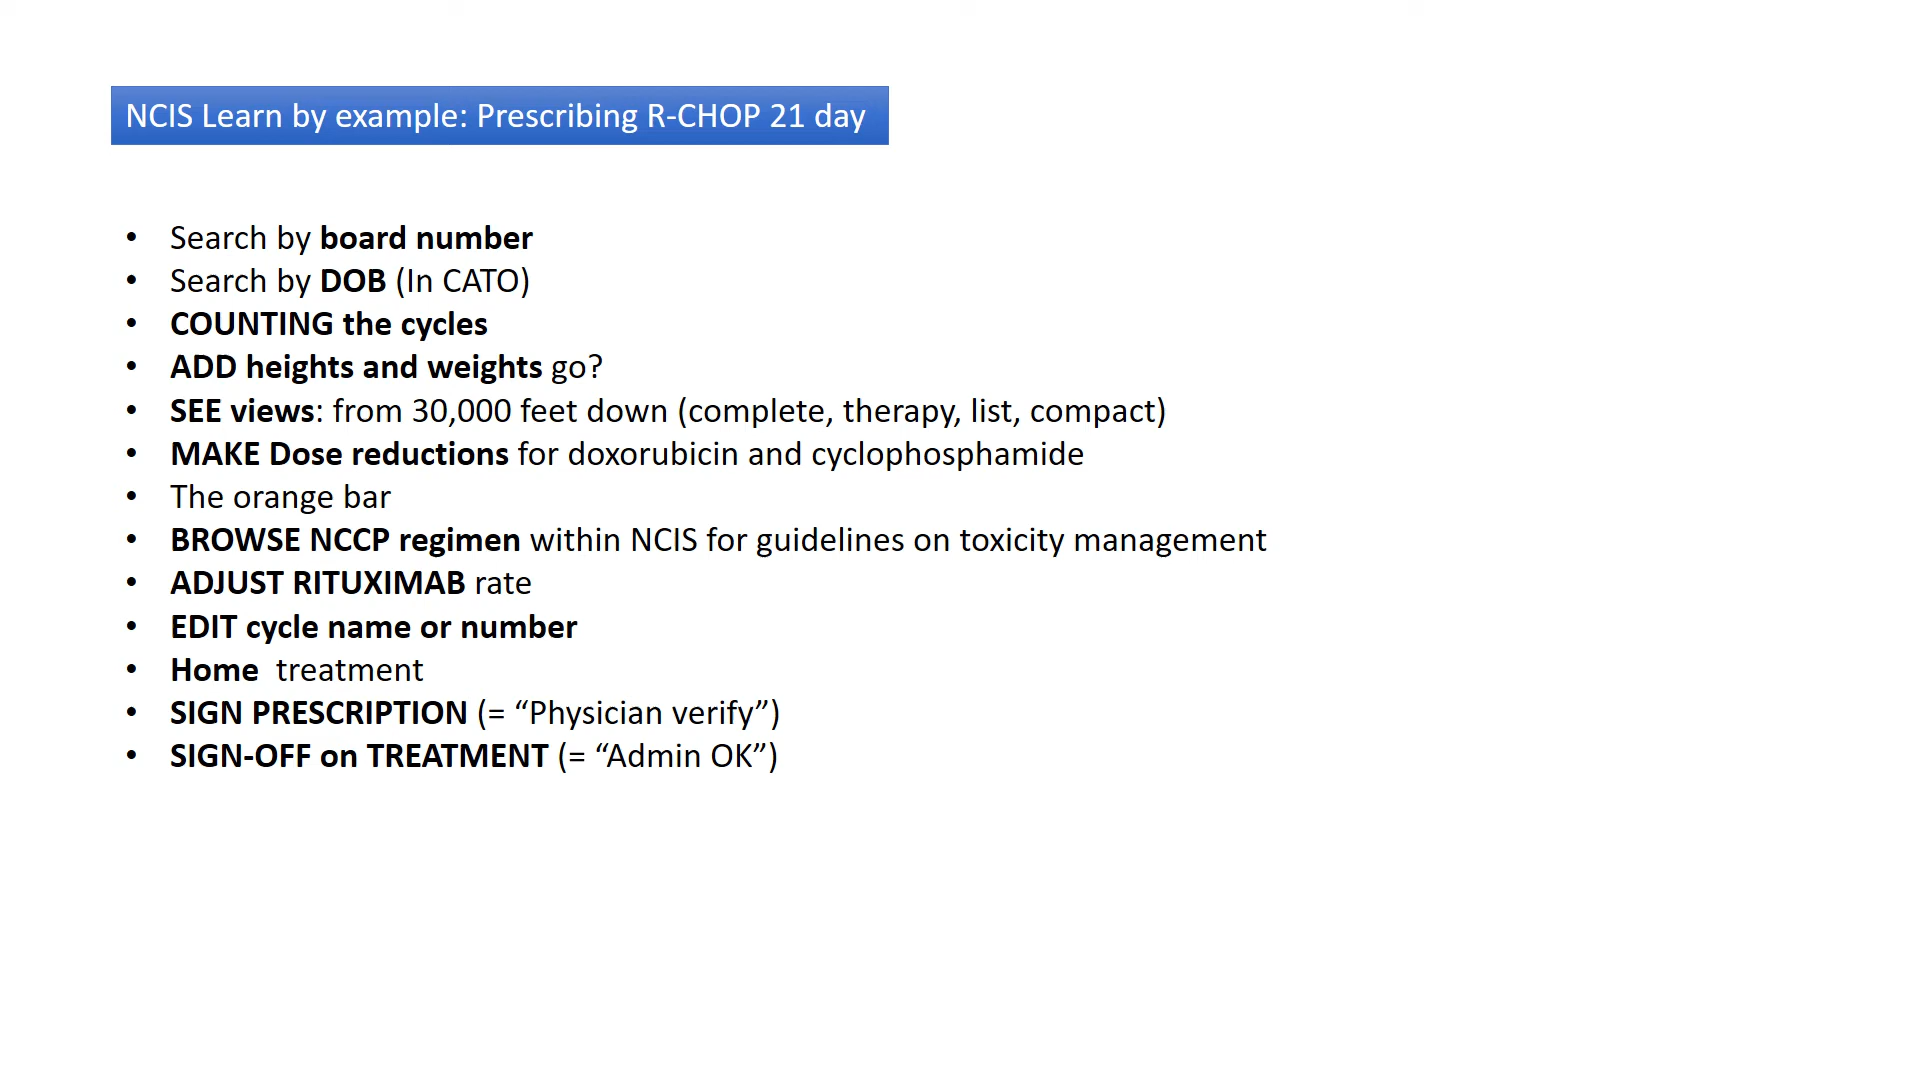 NCIS Learn by example: Prescribing R-CHOP 21 day
• Search by board number
• Search by DOB (In CATO)
• COUNTING the cycles
• ADD heights and weights go?
• SEE views: from 30,000 feet down (complete, therapy, list, compact)
• MAKE Dose reductions for doxorubicin and cyclophosphamide
• The orange bar
• BROWSE NCCP regimen within NCIS for guidelines on toxicity management
• ADJUST RITUXIMAB rate
• EDIT cycle name or number
• Home  treatment
• SIGN PRESCRIPTION (= “Physician verify”)
• SIGN-OFF on TREATMENT (= “Admin OK”)